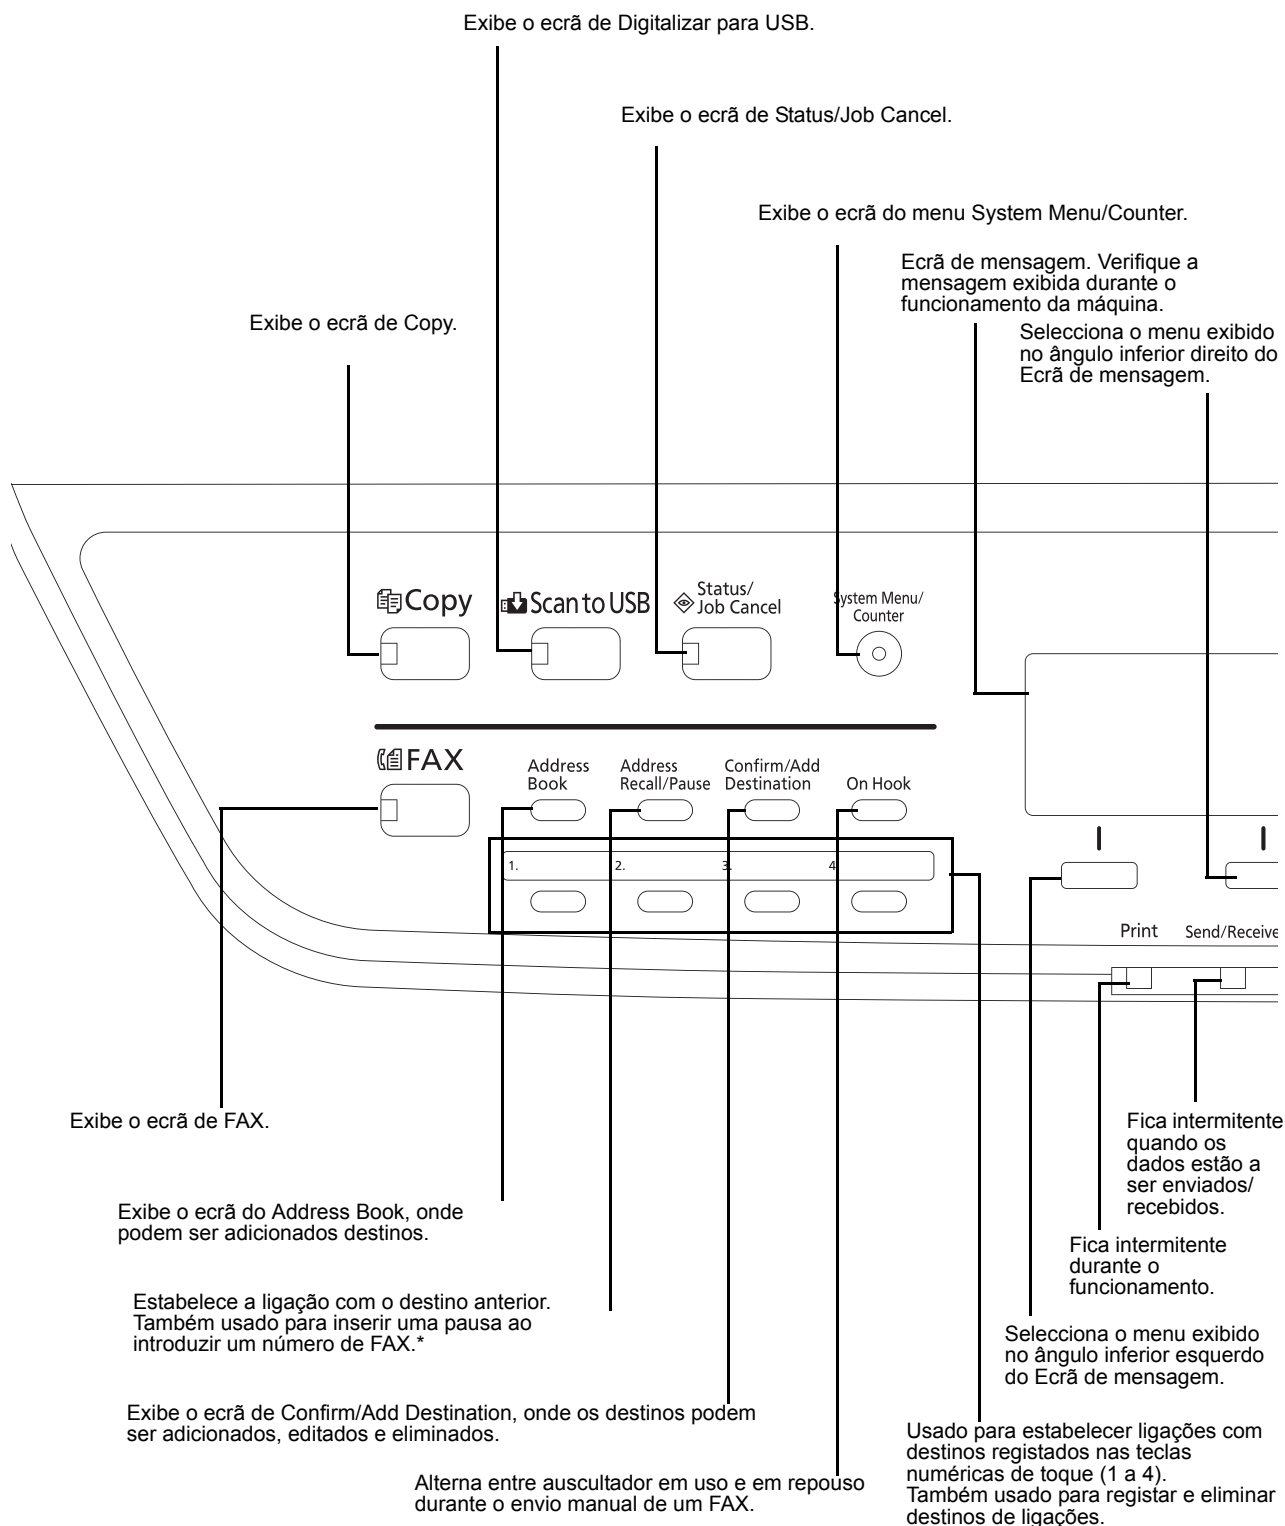 Exibe o ecrã de Digitalizar para USB.
Exibe o ecrã de Status/Job Cancel.
Exibe o ecrã do menu System Menu/Counter.
Ecrã de mensagem. Verifique a
mensagem exibida durante o
funcionamento da máquina.
Exibe o ecrã de Copy.
Selecciona o menu exibido
no ângulo inferior direito do
Ecrã de mensagem.
Copy
Scan to USB
Status/
Job Cancel
System Menu/
Counter
FAX
Address
Book
Address
Recall/Pause
Confirm/Add
Destination
On Hook
1.
2.
3.
4
Print
Send/Receive
Exibe o ecrã de FAX.
Fica intermitente
quando os
dados estão a
ser enviados/
recebidos.
Exibe o ecrã do Address Book, onde
podem ser adicionados destinos.
Fica intermitente
durante o
funcionamento.
Estabelece a ligação com o destino anterior.
Também usado para inserir uma pausa ao
introduzir um número de FAX.*
Selecciona o menu exibido
no ângulo inferior esquerdo
do Ecrã de mensagem.
Exibe o ecrã de Confirm/Add Destination, onde os destinos podem
ser adicionados, editados e eliminados.
Usado para estabelecer ligações com
destinos registados nas teclas
numéricas de toque (1 a 4).
Também usado para registar e eliminar
destinos de ligações.
Alterna entre auscultador em uso e em repouso
durante o envio manual de um FAX.